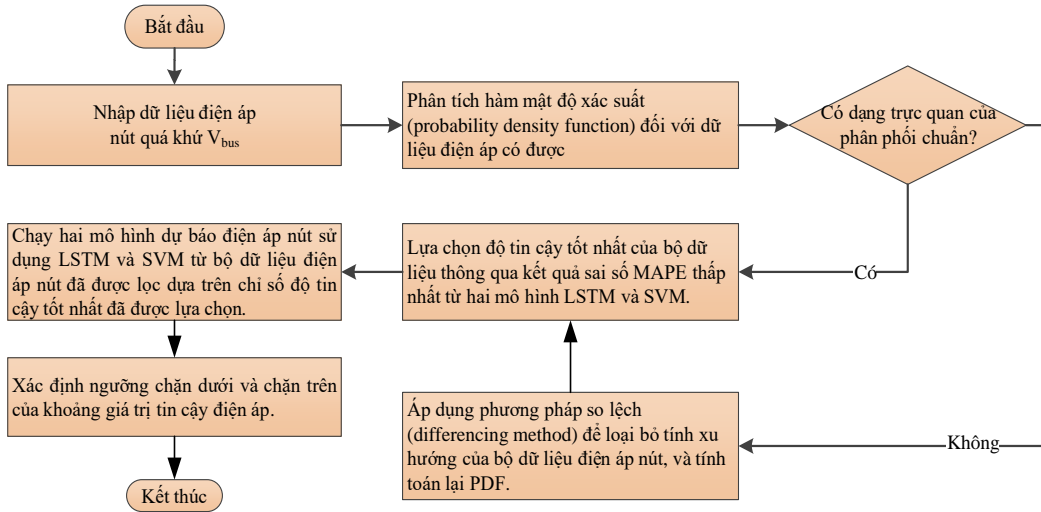 Bắt đầu
Nhập dữ liệu điện áp
nút quá khứ V_bus
Phân tích hàm mật độ xác suất
(probability density function) đối với dữ
liệu điện áp có được
Có dạng trực quan của
phân phối chuẩn?
Có
Không
Áp dụng phương pháp so lệch
(differencing method) để loại bỏ tính xu
hướng của bộ dữ liệu điện áp nút, và tính
toán lại PDF.
Lựa chọn độ tin cậy tốt nhất của bộ dữ
liệu thông qua kết quả sai số MAPE thấp
nhất từ hai mô hình LSTM và SVM.
Chạy hai mô hình dự báo điện áp nút sử
dụng LSTM và SVM từ bộ dữ liệu điện
áp nút đã được lọc dựa trên chỉ số độ tin
cậy tốt nhất đã được lựa chọn.
Xác định ngưỡng chặn dưới và chặn trên
của khoảng giá trị tin cậy điện áp.
Kết thúc